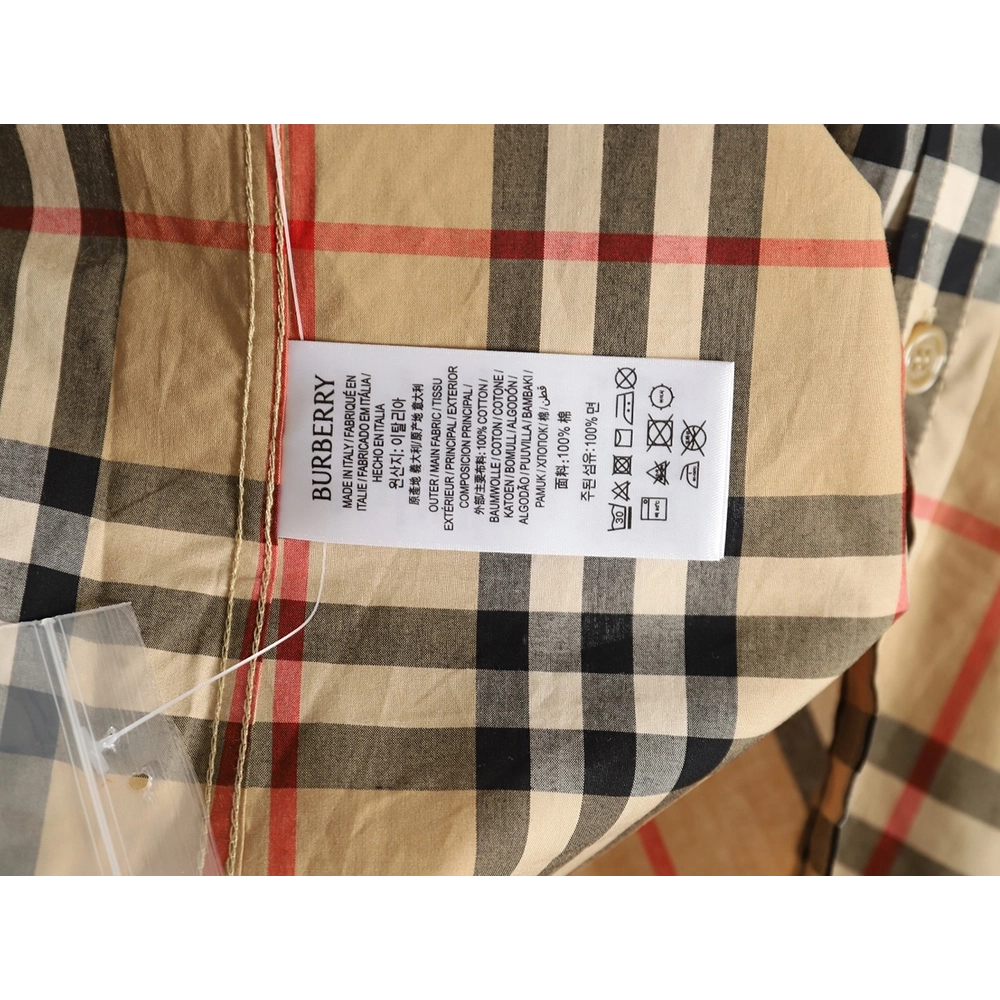 BURBERRY
MADE IN ITALY / FABRIQUÉ EN
ITALIE / FABRICADO EM ITÁLIA /
HECHO EN ITALIA
원산지: 이탈리아
原産地 義大利/原产地 意大利
OUTER / MAIN FABRIC / TISSU
EXTÉRIEUR / PRINCIPAL / EXTERIOR
COMPOSICION PRINCIPAL /
外部/主要布料: 100% COTTON /
BAUMWOLLE / COTON / COTONE /
KATOEN / BOMULL / ALGODÓN /
ALGODÃO / PUUVILLA / BAMBAKI /
PAMUK / ХЛОПОК / 棉 / قطن
面料: 100% 棉
주된섬유: 100% 면
30